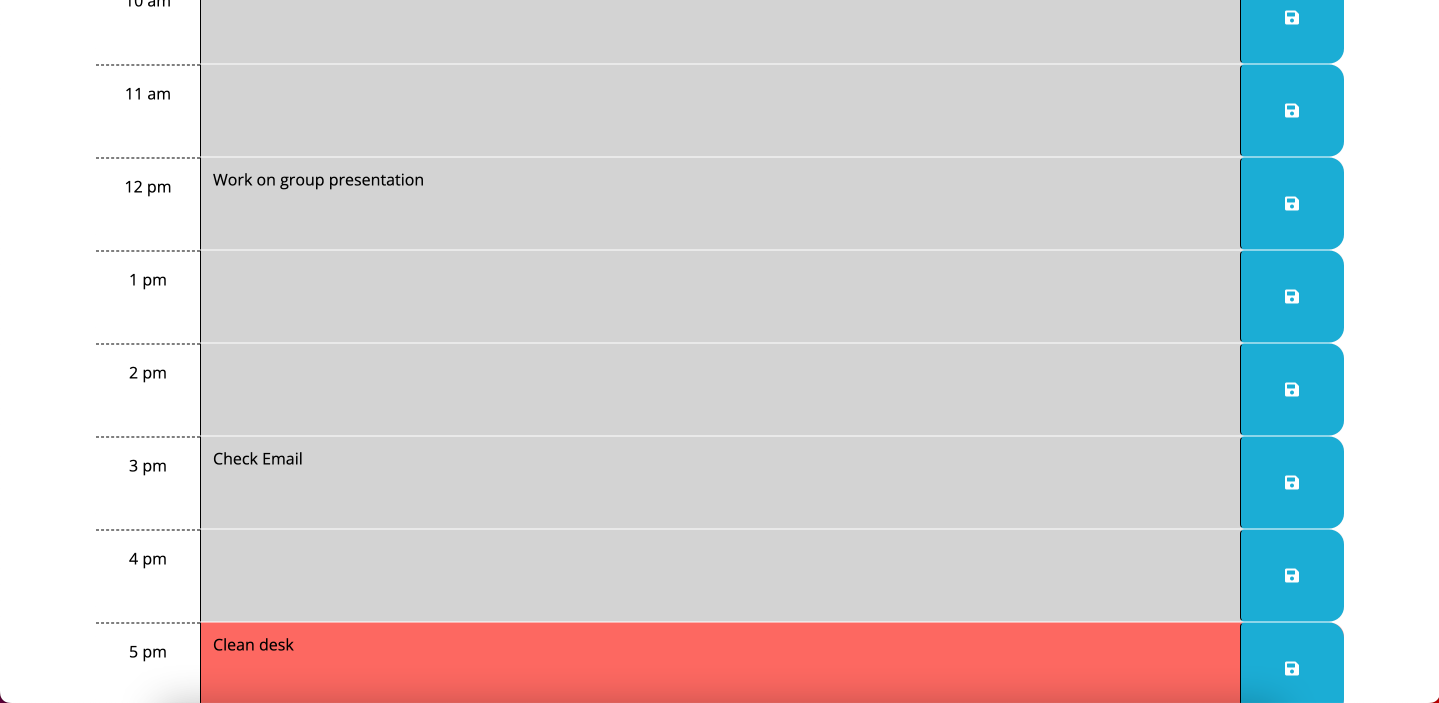 10 am
11 am
12 pm
Work on group presentation
1 pm
2 pm
3 pm
Check Email
4 pm
5 pm
Clean desk